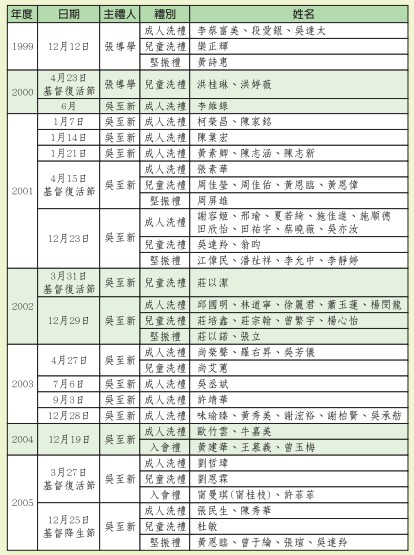 年度 日期 主禮人 禮別 姓名
1999 12月12日 張導學 成人洗禮 李蔡富美、段愛銀、吳達太
兒童洗禮 樂正輝
堅振禮 黃詩惠
2000 4月23日 基督復活節 張導學 兒童洗禮 洪桂琳、洪婷薇
6月 吳至新 成人洗禮 李維錄
2001 1月7日 吳至新 成人洗禮 柯榮昌、陳家銘
1月14日 吳至新 成人洗禮 陳業宏
1月21日 吳至新 成人洗禮 黃素卿、陳志涵、陳志新
4月15日 基督復活節 吳至新 成人洗禮 張素華
兒童洗禮 周佳瑩、周佳佑、黃恩臨、黃恩偉
堅振禮 周屏雄
12月23日 吳至新 成人洗禮 謝容姬、邢瑜、夏若綺、施佳進、施順德
田欣怡、田祐宇、蔡曉薇、吳亦汝
兒童洗禮 吳達羚、翁昀
堅振禮 江偉民、潘祉祥、李允中、李靜婷
2002 3月31日 基督復活節 吳至新 兒童洗禮 莊以潔
12月29日 吳至新 成人洗禮 邱國明、林道寧、徐麗君、蕭玉蓮、楊閔龍
兒童洗禮 莊培鑫、莊宗翰、曾繁宇、楊心怡
堅振禮 莊以諾、張立
2003 4月27日 吳至新 成人洗禮 尚榮聲、羅右昇、吳芳儀
兒童洗禮 尚艾蕙
7月6日 吳至新 成人洗禮 吳丞斌
9月3日 吳至新 成人洗禮 許靖華
12月28日 吳至新 成人洗禮 味瑜臻、黃秀美、謝浤裕、謝柏賢、吳承舫
2004 12月19日 吳至新 成人洗禮 歐竹雲、牛嘉美
入會禮 黃建華、王慕義、曾玉梅
2005 3月27日 基督復活節 吳至新 成人洗禮 劉哲瑋
兒童洗禮 劉恩霖
入會禮 甯曼琪(甯桂枝)、許菲菲
12月25日 基督降生節 吳至新 成人洗禮 張民生、陳秀華
兒童洗禮 杜敏
堅振禮 黃恩臨、曾于綸、張瑄、吳達羚